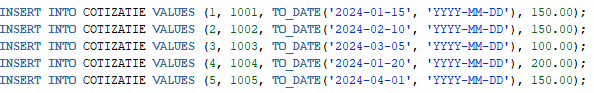 INSERT INTO COTIZATIE VALUES (1, 1001, TO_DATE('2024-01-15', 'YYYY-MM-DD'), 150.00);
INSERT INTO COTIZATIE VALUES (2, 1002, TO_DATE('2024-02-10', 'YYYY-MM-DD'), 150.00);
INSERT INTO COTIZATIE VALUES (3, 1003, TO_DATE('2024-03-05', 'YYYY-MM-DD'), 100.00);
INSERT INTO COTIZATIE VALUES (4, 1004, TO_DATE('2024-01-20', 'YYYY-MM-DD'), 200.00);
INSERT INTO COTIZATIE VALUES (5, 1005, TO_DATE('2024-04-01', 'YYYY-MM-DD'), 150.00);